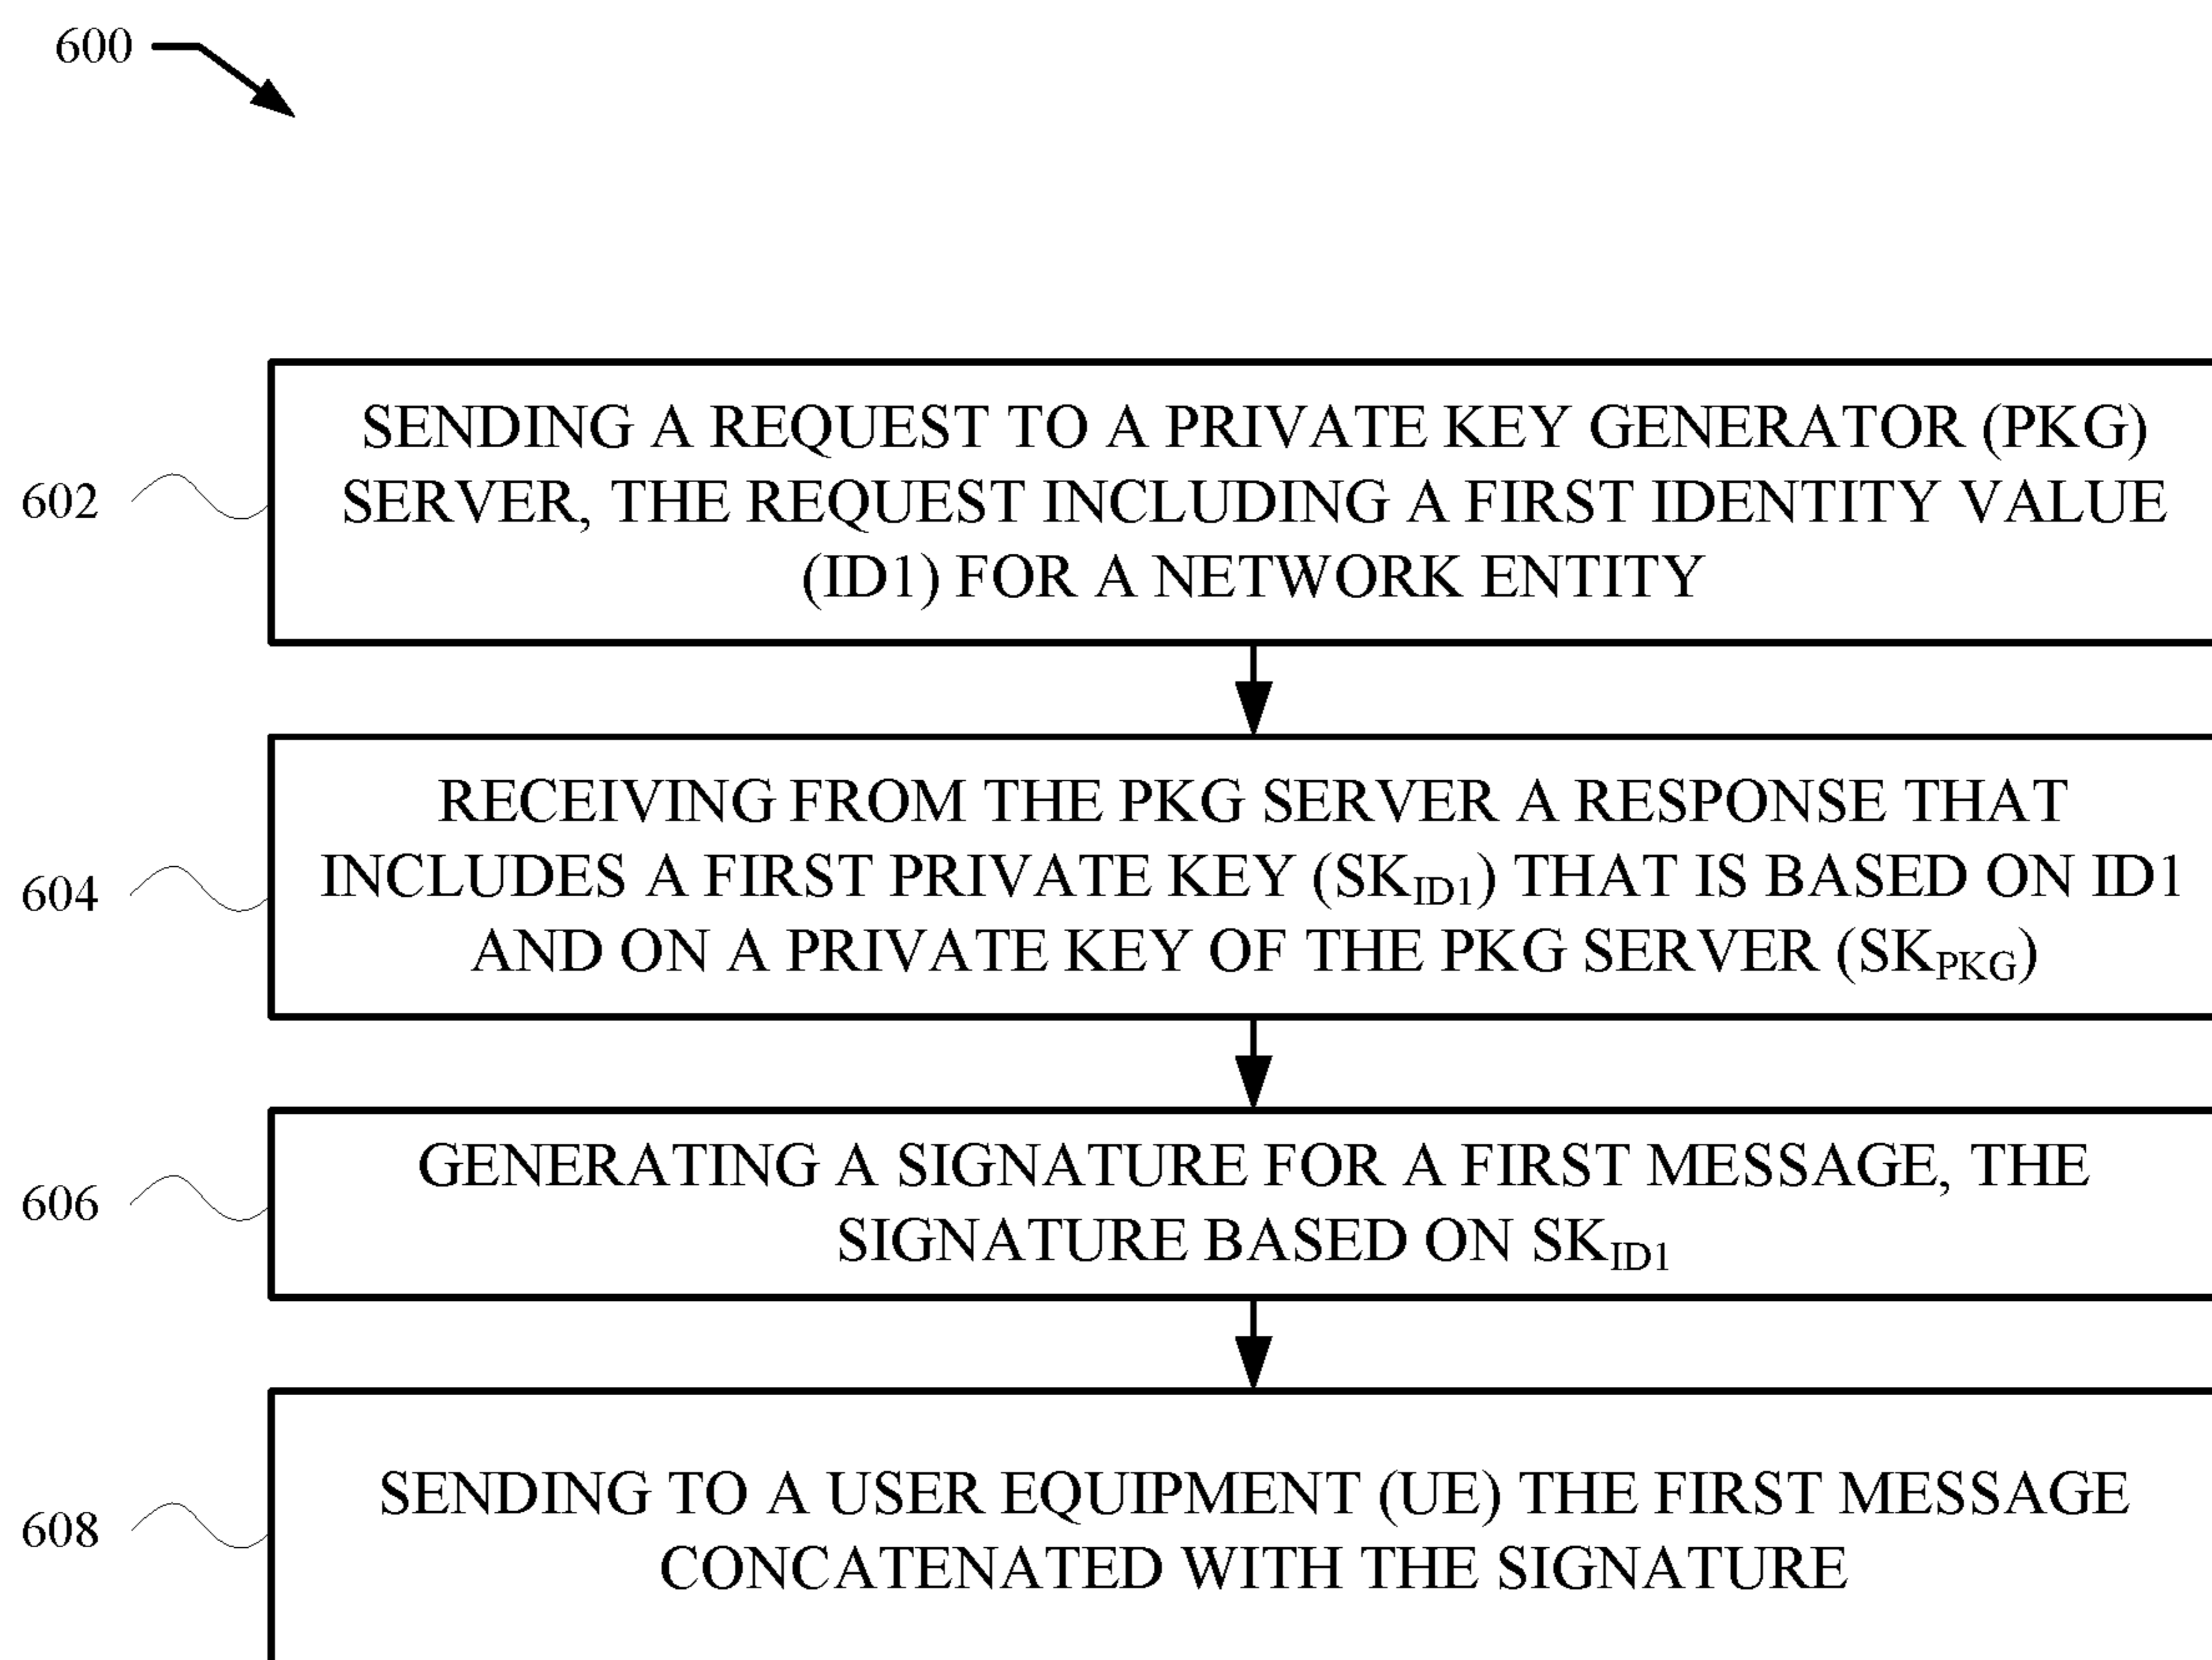 600
602
SENDING A REQUEST TO A PRIVATE KEY GENERATOR (PKG)
SERVER, THE REQUEST INCLUDING A FIRST IDENTITY VALUE
(ID1) FOR A NETWORK ENTITY
604
RECEIVING FROM THE PKG SERVER A RESPONSE THAT
INCLUDES A FIRST PRIVATE KEY (SK_ID1) THAT IS BASED ON ID1
AND ON A PRIVATE KEY OF THE PKG SERVER (SK_PKG)
606
GENERATING A SIGNATURE FOR A FIRST MESSAGE, THE
SIGNATURE BASED ON SK_ID1
608
SENDING TO A USER EQUIPMENT (UE) THE FIRST MESSAGE
CONCATENATED WITH THE SIGNATURE